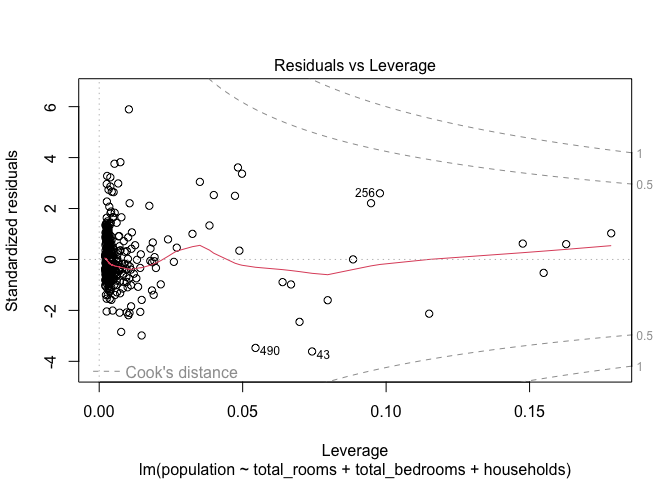 Residuals vs Leverage
Standardized residuals
6
4
2
0
-2
-4
256
490
43
1
0.5
0.5
1
Cook's distance
0.00 0.05 0.10 0.15
Leverage
lm(population ~ total_rooms + total_bedrooms + households)